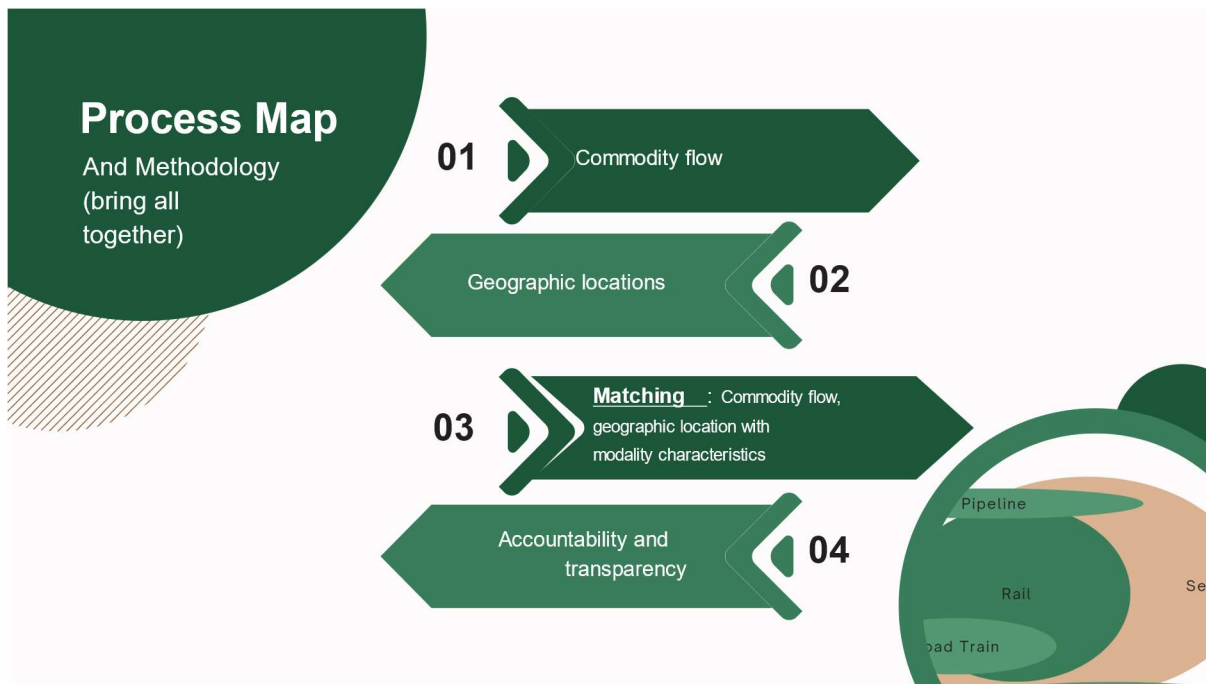 Process Map
And Methodology
(bring all
together)
01
Commodity flow
Geographic locations
02
03
Matching : Commodity flow,
geographic location with
modality characteristics
Accountability and
transparency
04
Pipeline
Rail
Se
oad Train